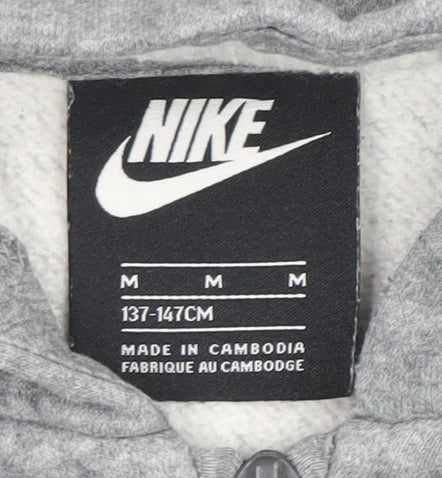 NIKE
M M M
137-147CM
MADE IN CAMBODIA
FABRIQUE AU CAMBODGE